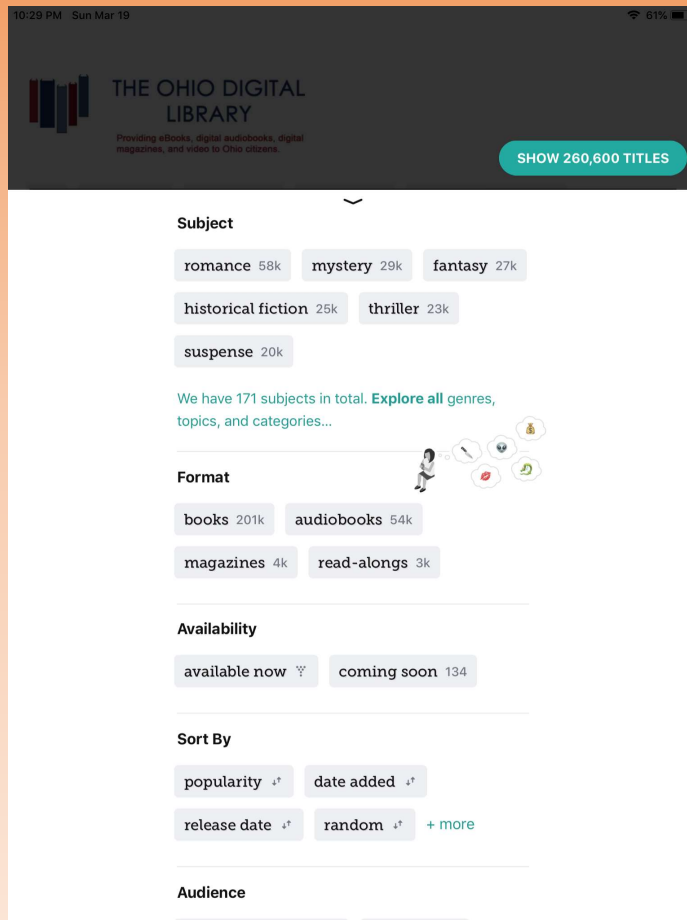 10:29 PM Sun Mar 19
61%
THE OHIO DIGITAL
LIBRARY
Providing eBooks, digital audiobooks, digital
magazines, and video to Ohio citizens.
SHOW 260,600 TITLES
Subject
romance 58k mystery 29k fantasy 27k
historical fiction 25k thriller 23k
suspense 20k
We have 171 subjects in total. Explore all genres,
topics, and categories...
Format
books 201k audiobooks 54k
magazines 4k read-alongs 3k
Availability
available now coming soon 134
Sort By
popularity date added
release date random + more
Audience